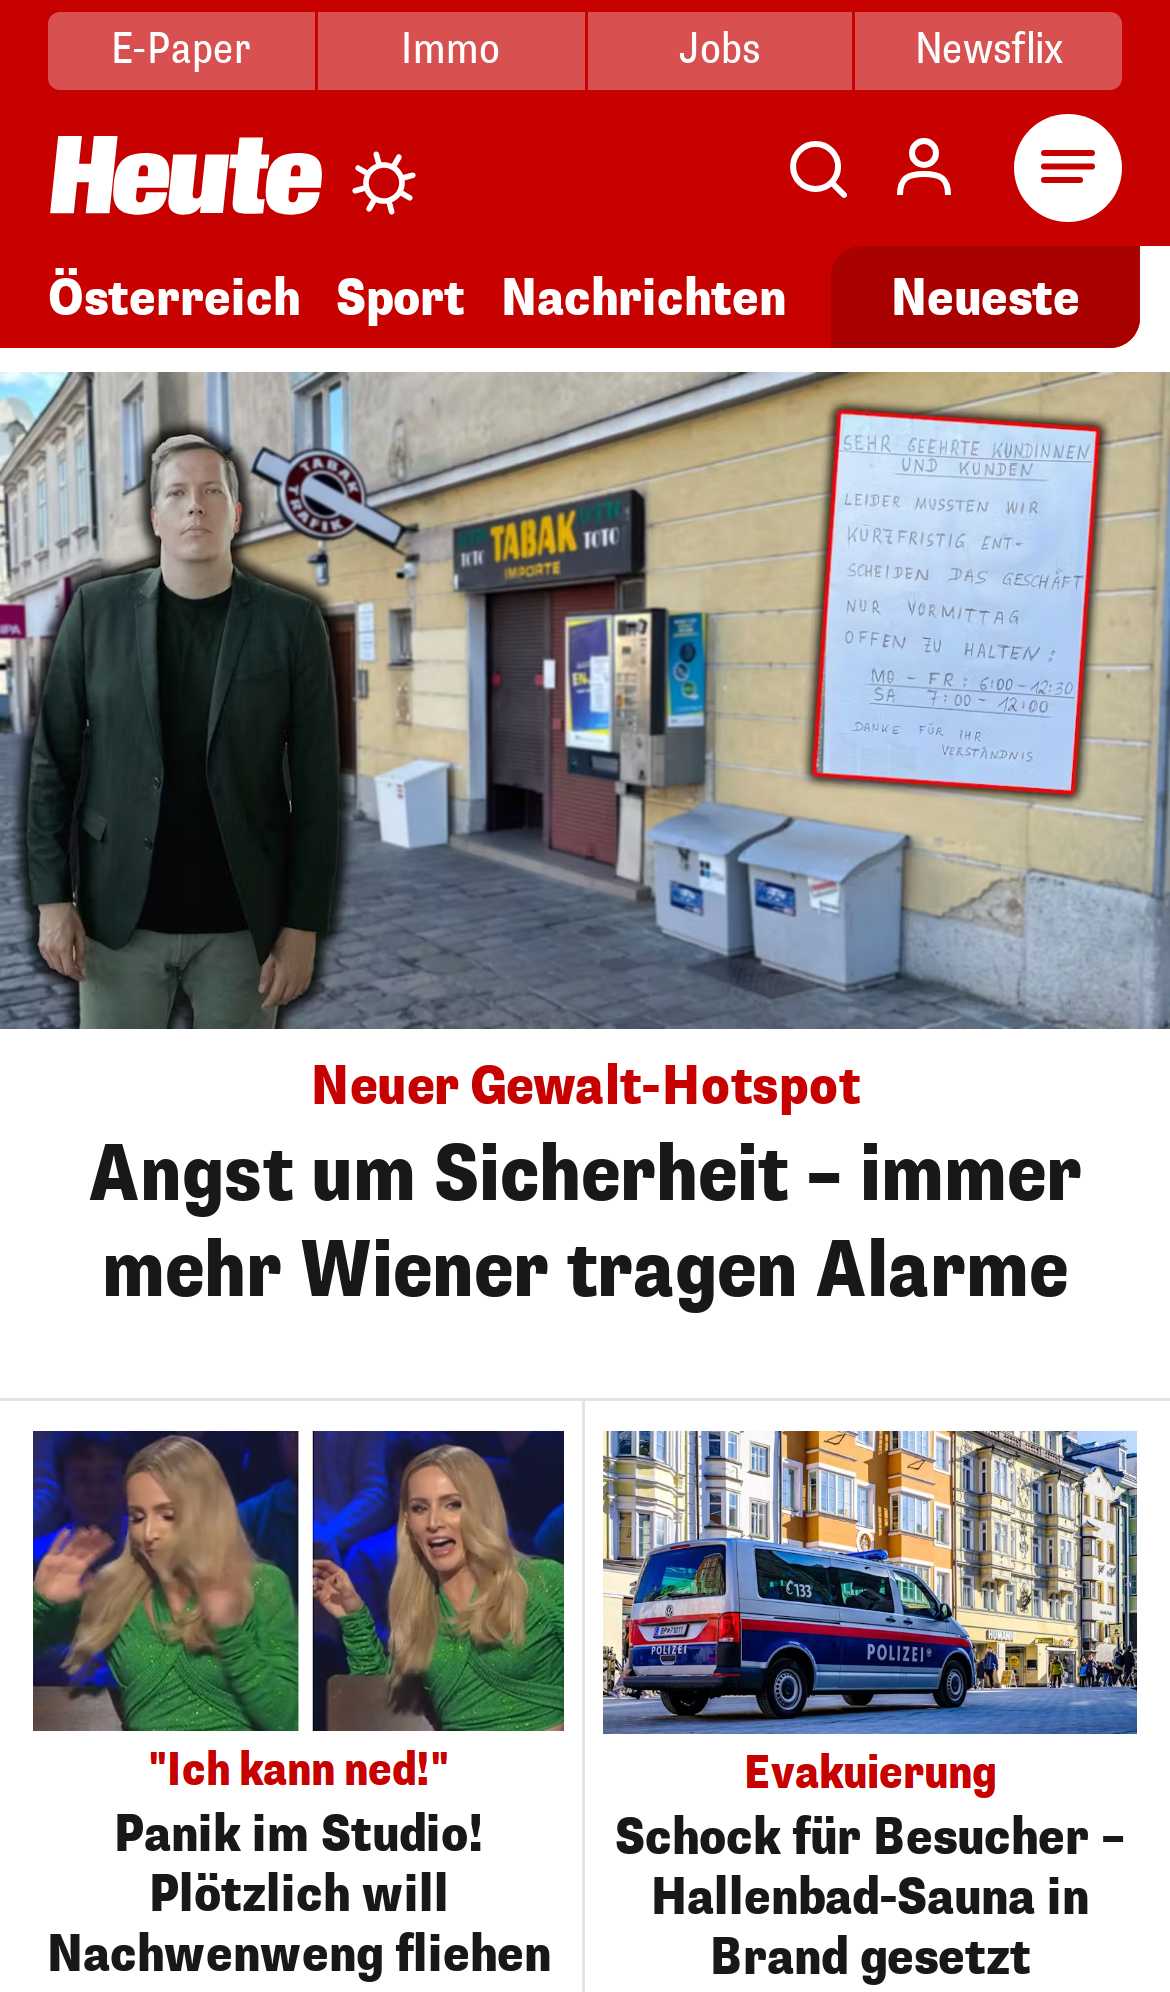 E-Paper
Immo
Jobs
Newsflix
Heute
Österreich
Sport
Nachrichten
Neueste
TABAK
TRAFIK
TOTO TABAK TOTO
IMPORTE
SEHR GEEHRTE KUNDINNEN
UND KUNDEN
LEIDER MUSSTEN WIR
KURZFRISTIG ENT-
SCHEIDEN DAS GESCHÄFT
NUR VORMITTAG
OFFEN ZU HALTEN:
MO - FR: 6:00 - 12:30
SA 7:00 - 12:00
DANKE FÜR IHR
VERSTÄNDNIS
Neuer Gewalt-Hotspot
Angst um Sicherheit – immer
mehr Wiener tragen Alarme
"Ich kann ned!"
Panik im Studio!
Plötzlich will
Nachwenweng fliehen
133
POLIZEI
POLIZEI
Evakuierung
Schock für Besucher –
Hallenbad-Sauna in
Brand gesetzt